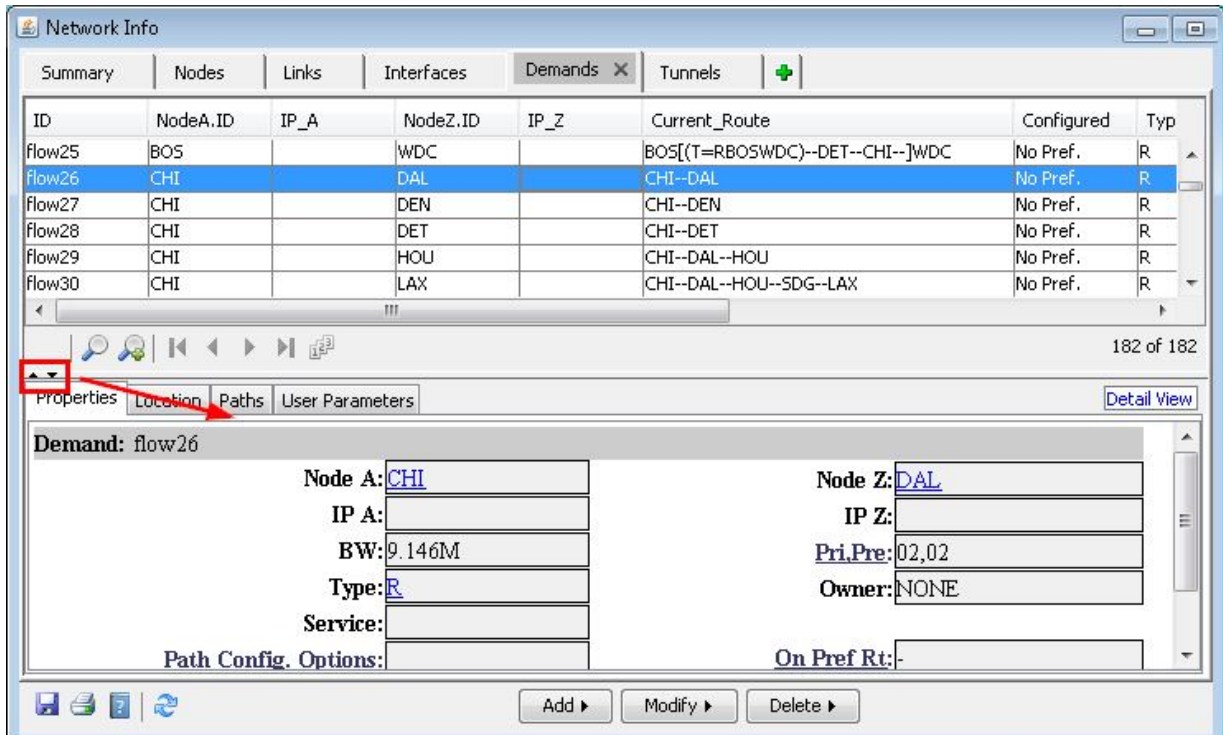 Network Info
Summary Nodes Links Interfaces Demands Tunnels
ID NodeA.ID IP_A NodeZ.ID IP_Z Current_Route Configured Typ
flow25 BOS WDC BOS[(T=RBOSWDC)--DET--CHI--]WDC No Pref. R
flow26 CHI DAL CHI--DAL No Pref. R
flow27 CHI DEN CHI--DEN No Pref. R
flow28 CHI DET CHI--DET No Pref. R
flow29 CHI HOU CHI--DAL--HOU No Pref. R
flow30 CHI LAX CHI--DAL--HOU--SDG--LAX No Pref. R
182 of 182
Properties Location Paths User Parameters Detail View
Demand: flow26
Node A: CHI Node Z: DAL
IP A: IP Z:
BW: 9.146M Pri,Pre: 02,02
Type: R Owner: NONE
Service:
Path Config. Options: On Pref Rt: -
Add Modify Delete